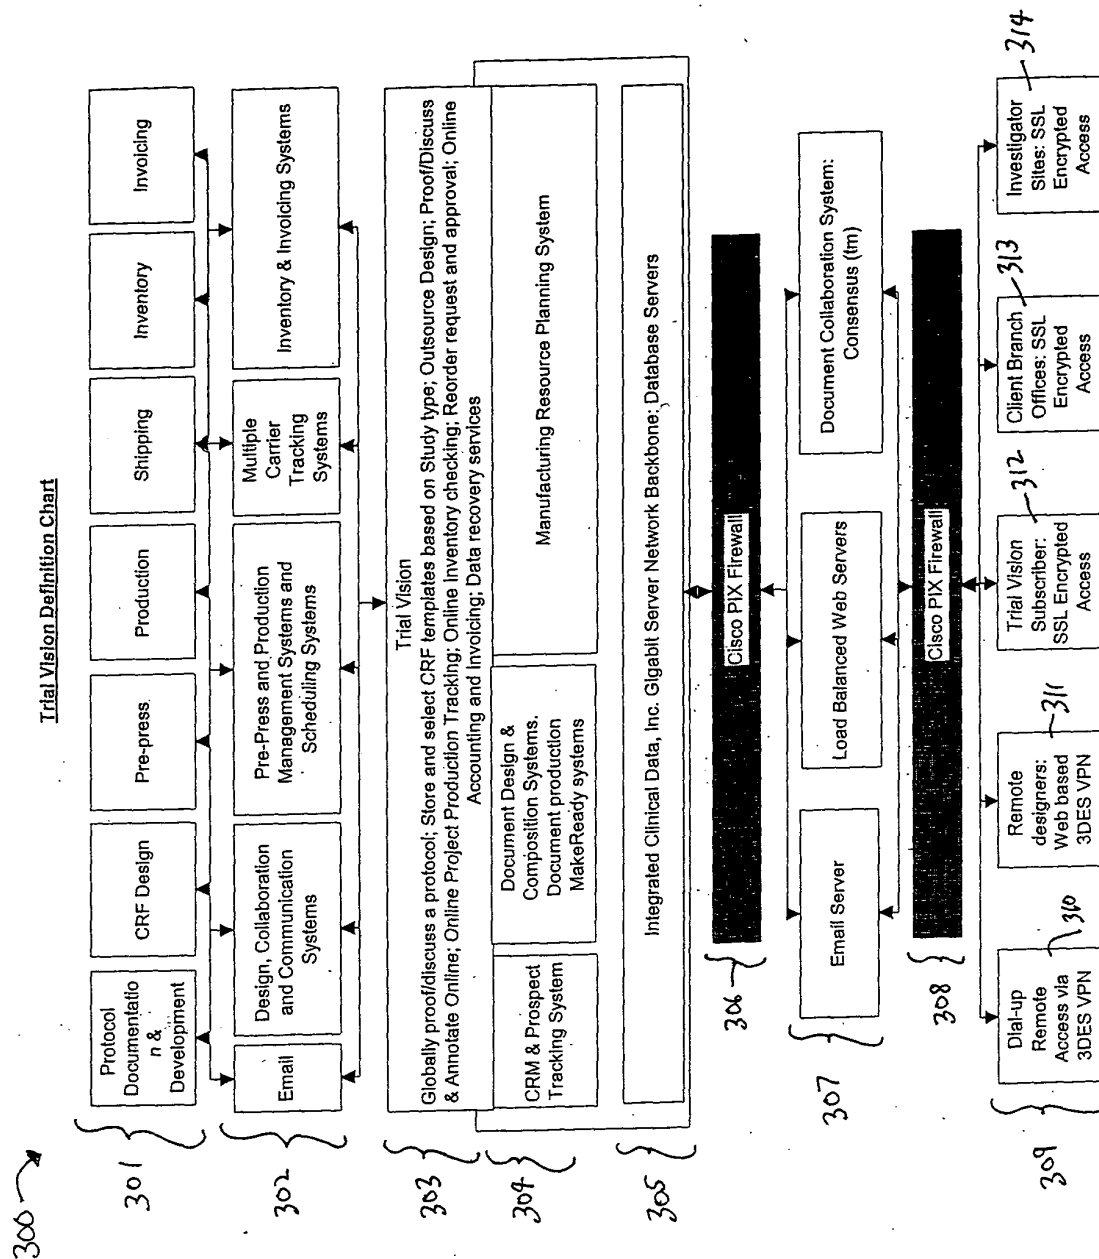 Trial Vision Definition Chart
300
301
Protocol
Documentatio
n &
Development
CRF Design
Pre-press
Production
Shipping
Inventory
Invoicing
302
Email
Design, Collaboration
and Communication
Systems
Pre-Press and Production
Management Systems and
Scheduling Systems
Multiple
Carrier
Tracking
Systems
Inventory & Invoicing Systems
303
Trial Vision
Globally proof/discuss a protocol; Store and select CRF templates based on Study type; Outsource Design; Proof/Discuss
& Annotate Online; Online Project Production Tracking; Online Inventory checking; Reorder request and approval; Online
Accounting and Invoicing; Data recovery services
304
CRM & Prospect
Tracking System
Document Design &
Composition Systems.
Document production
MakeReady systems
Manufacturing Resource Planning System
305
Integrated Clinical Data, Inc. Gigabit Server Network Backbone: Database Servers
306
Cisco PIX Firewall
307
Email Server
Load Balanced Web Servers
Document Collaboration System:
Consensus (tm)
308
Cisco PIX Firewall
309
Dial-up
Remote
Access via
3DES VPN
310
Remote
designers:
Web based
3DES VPN
311
Trial Vision
Subscriber:
SSL Encrypted
Access
312
Client Branch
Offices: SSL
Encrypted
Access
313
Investigator
Sites: SSL
Encrypted
Access
314